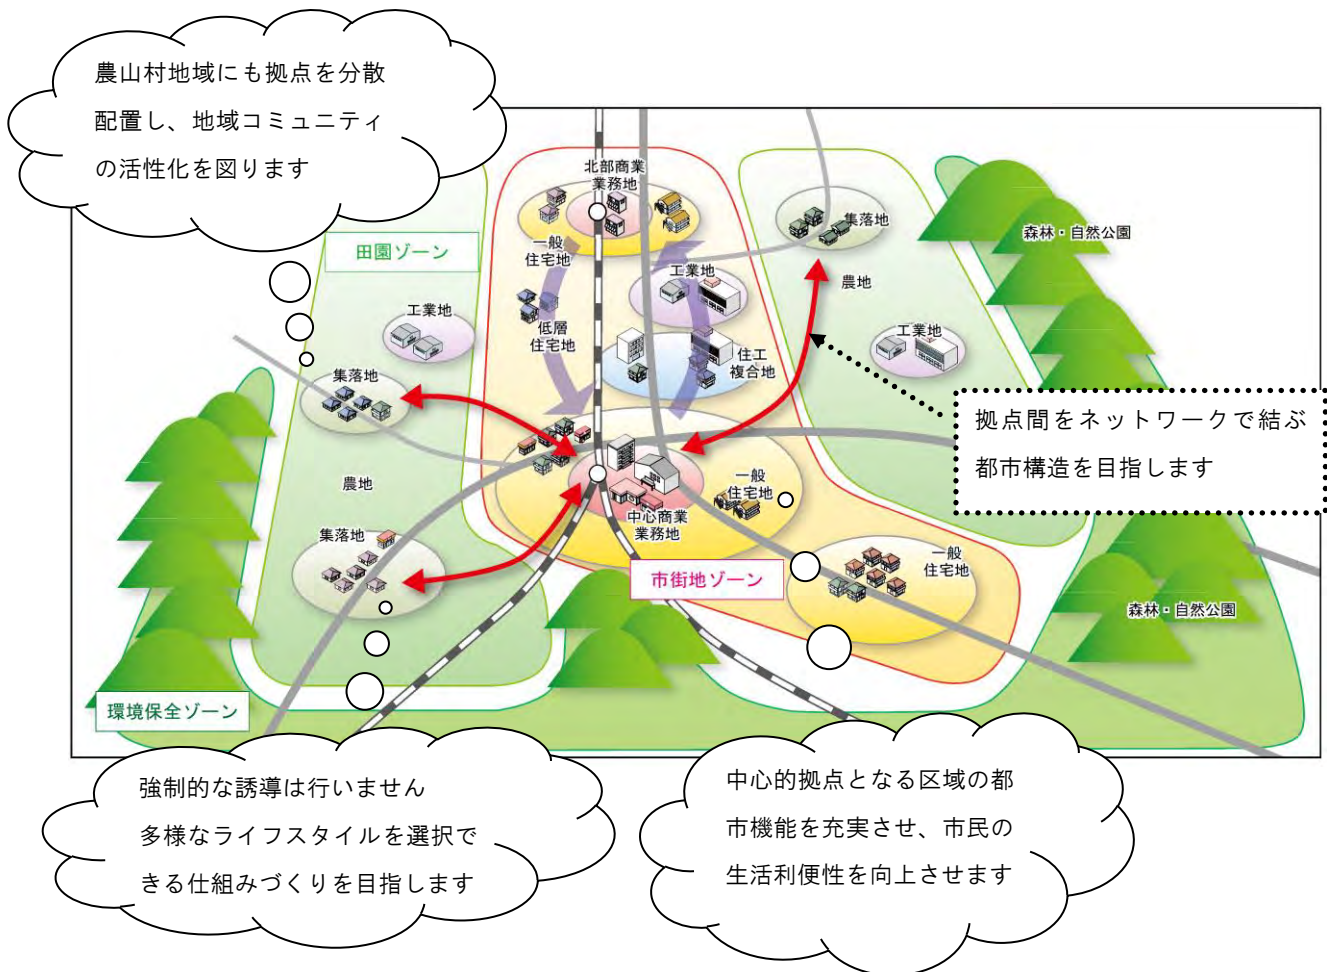 農山村地域にも拠点を分散
配置し、地域コミュニティ
の活性化を図ります
北部商業
業務地
集落地
森林・自然公園
田園ゾーン
一般
住宅地
工業地
農地
工業地
低層
住宅地
工業地
住工
複合地
集落地
拠点間をネットワークで結ぶ
都市構造を目指します
農地
一般
住宅地
中心商業
業務地
集落地
一般
住宅地
市街地ゾーン
森林・自然公園
環境保全ゾーン
強制的な誘導は行いません
多様なライフスタイルを選択で
きる仕組みづくりを目指します
中心的拠点となる区域の都
市機能を充実させ、市民の
生活利便性を向上させます